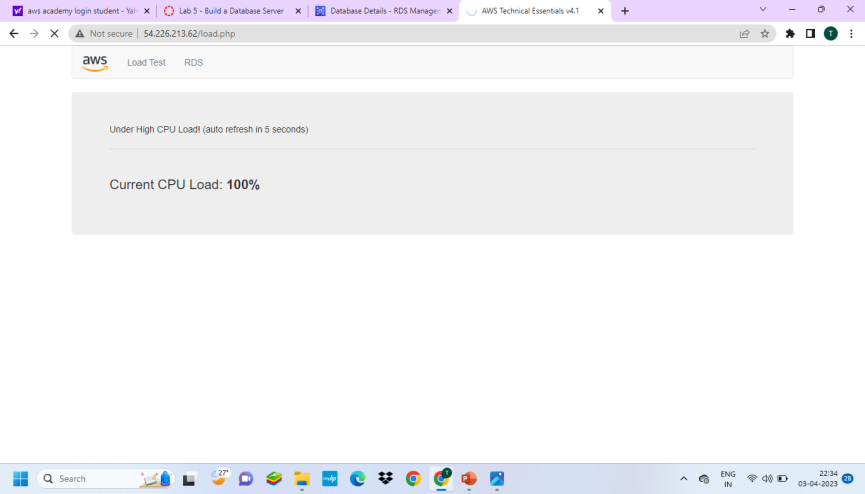 aws academy login student - Yah
Lab 5 - Build a Database Server
Database Details - RDS Manager
AWS Technical Essentials v4.1
Not secure
54.226.213.62/load.php
T
aws
Load Test
RDS
Under High CPU Load! (auto refresh in 5 seconds)
Current CPU Load: 100%
Search
27°
T
ENG
IN
22:34
03-04-2023
28